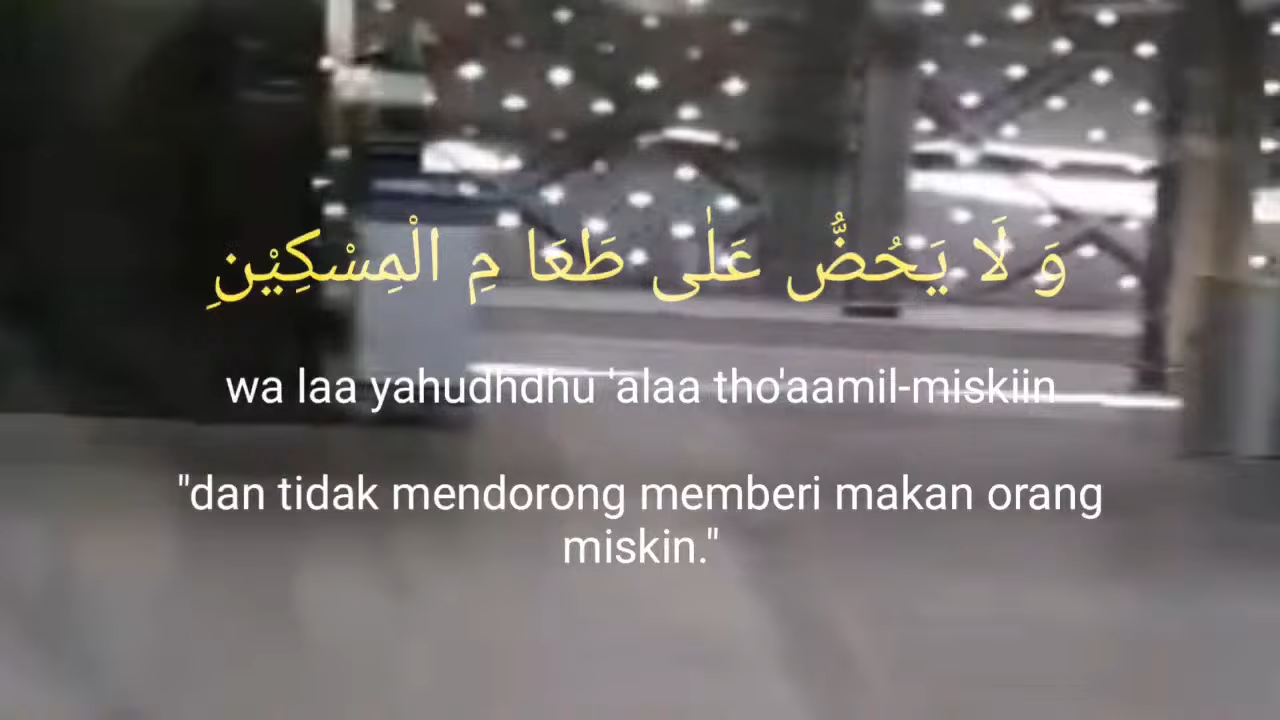 وَ لَا يَحُضُّ عَلٰى طَعَا مِ الْمِسْكِيْنِ
wa laa yahudhdhu 'alaa tho'aamil-miskiin
"dan tidak mendorong memberi makan orang
miskin."